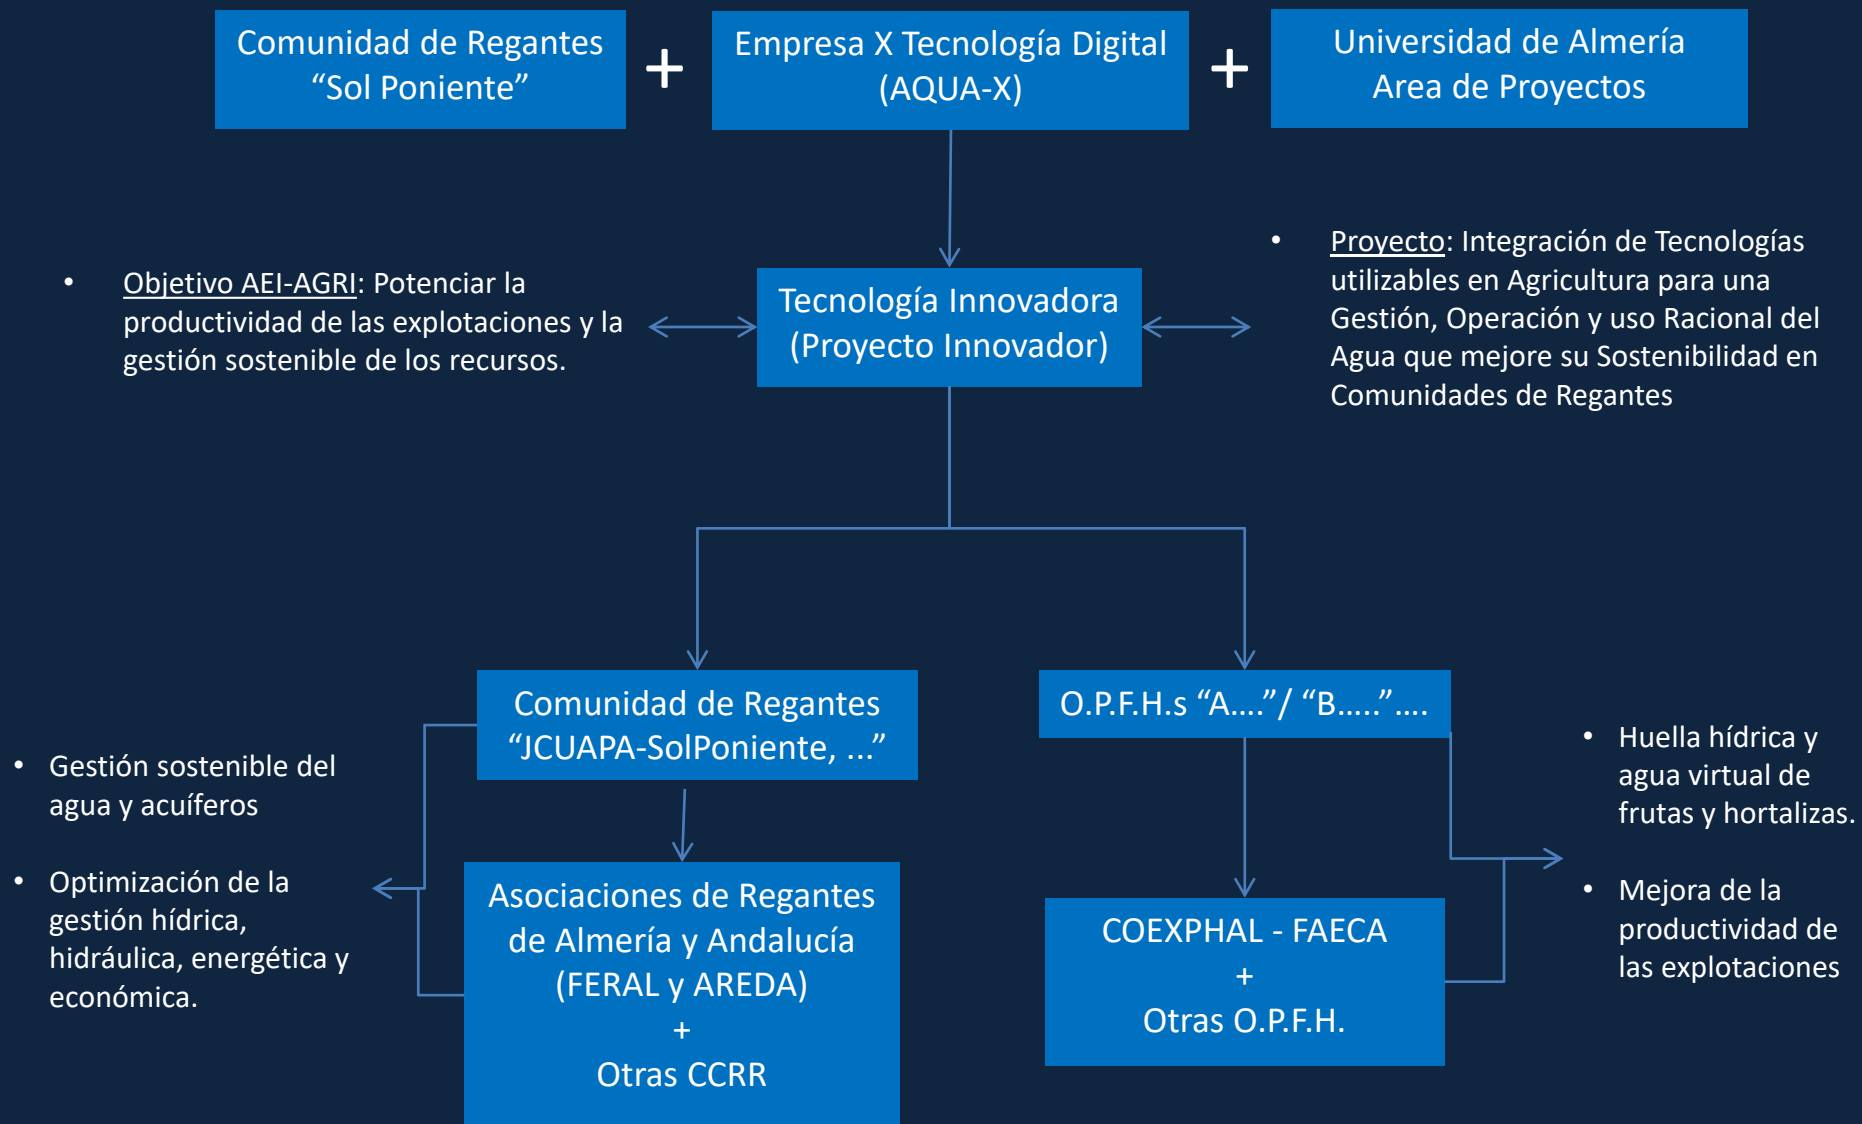 Comunidad de Regantes
“Sol Poniente”
+
Empresa X Tecnología Digital
(AQUA-X)
+
Universidad de Almería
Area de Proyectos
• Objetivo AEI-AGRI: Potenciar la
productividad de las explotaciones y la
gestión sostenible de los recursos.
Tecnología Innovadora
(Proyecto Innovador)
• Proyecto: Integración de Tecnologías
utilizables en Agricultura para una
Gestión, Operación y uso Racional del
Agua que mejore su Sostenibilidad en
Comunidades de Regantes
Comunidad de Regantes
“JCUAPA-SolPoniente, ...”
O.P.F.H.s “A....”/ “B.....”....
• Gestión sostenible del
agua y acuíferos
• Optimización de la
gestión hídrica,
hidráulica, energética y
económica.
Asociaciones de Regantes
de Almería y Andalucía
(FERAL y AREDA)
+
Otras CCRR
COEXPHAL - FAECA
+
Otras O.P.F.H.
• Huella hídrica y
agua virtual de
frutas y hortalizas.
• Mejora de la
productividad de
las explotaciones